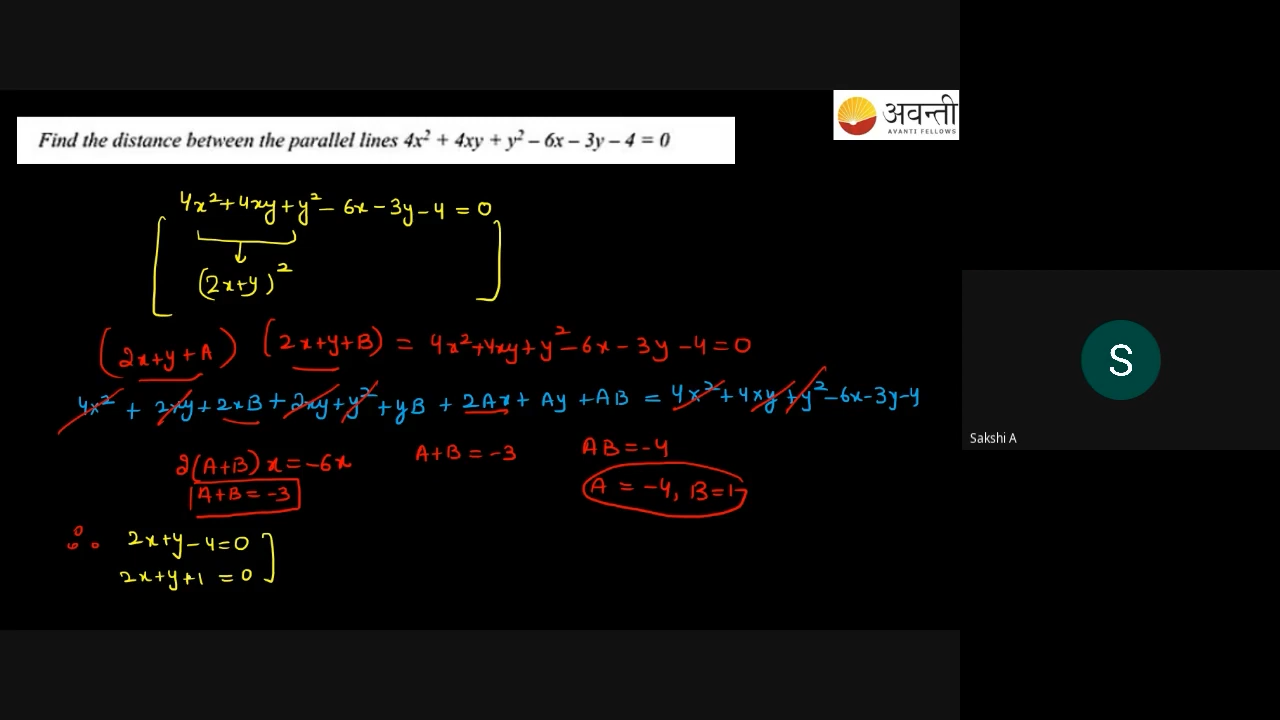 अवन्ती
AVANTI FELLOWS
Find the distance between the parallel lines 4x² + 4xy + y² – 6x – 3y – 4 = 0
4x²+4xy+y²- 6x-3y-4 = 0
(2x+y)²
(2x+y+A) (2x+y+B) = 4x²+4xy+y²-6x-3y-4=0
4x² + 2xy+2xB+2xy+y²+yB + 2Ax+ Ay +AB = 4x²+4xy+y²-6x-3y-4
2(A+B)x=-6x A+B = -3 AB=-4
A+B = -3 A = -4, B=1
∴ 2x+y-4=0
2x+y+1 = 0
S
Sakshi A